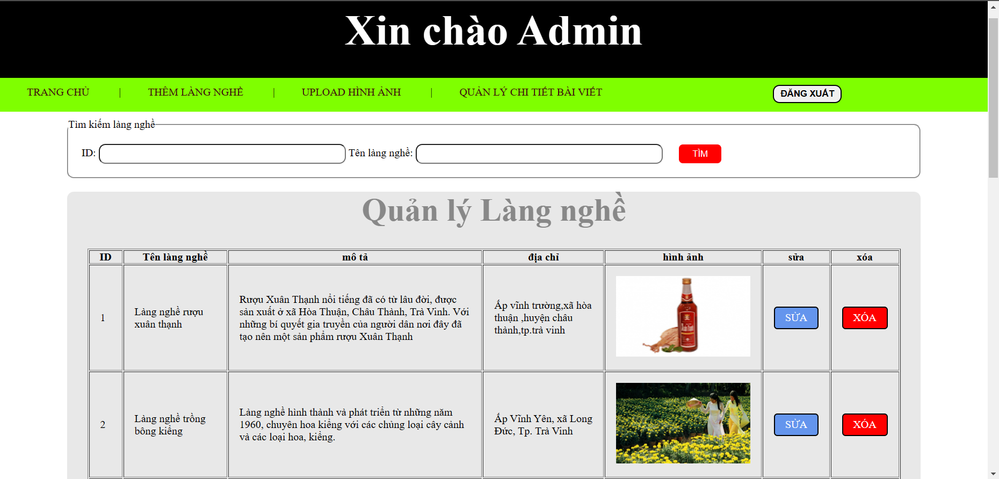 Xin chào Admin
TRANG CHỦ | THÊM LÀNG NGHỀ | UPLOAD HÌNH ẢNH | QUẢN LÝ CHI TIẾT BÀI VIẾT ĐĂNG XUẤT
Tìm kiếm làng nghề
ID: Tên làng nghề: TÌM
Quản lý Làng nghề
ID Tên làng nghề mô tả địa chỉ hình ảnh sửa xóa
1
Làng nghề rượu
xuân thạnh
Rượu Xuân Thạnh nổi tiếng đã có từ lâu đời, được
sản xuất ở xã Hòa Thuận, Châu Thành, Trà Vinh. Với
những bí quyết gia truyền của người dân nơi đây đã
tạo nên một sản phẩm rượu Xuân Thạnh
Ấp vĩnh trường,xã hòa
thuận ,huyện châu
thành,tp.trà vinh
SỬA
XÓA
2
Làng nghề trồng
bông kiểng
Làng nghề hình thành và phát triển từ những năm
1960, chuyên hoa kiểng với các chủng loại cây cảnh
và các loại hoa, kiểng.
Ấp Vĩnh Yên, xã Long
Đức, Tp. Trà Vinh
SỬA
XÓA